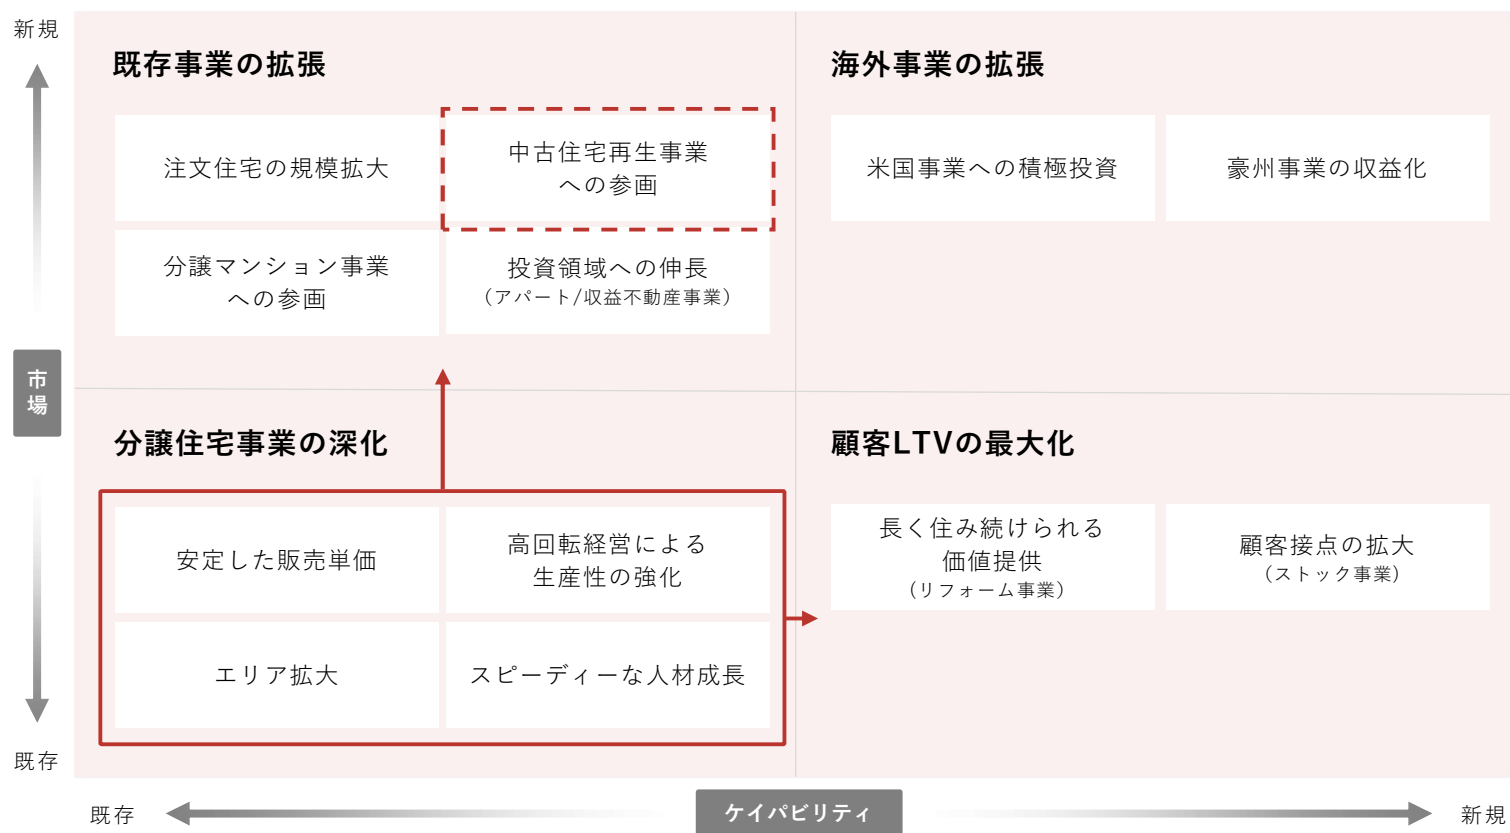 新規
既存事業の拡張
注文住宅の規模拡大
中古住宅再生事業
への参画
分譲マンション事業
への参画
投資領域への伸長
（アパート/収益不動産事業）
海外事業の拡張
米国事業への積極投資
豪州事業の収益化
市場
分譲住宅事業の深化
安定した販売単価
高回転経営による
生産性の強化
エリア拡大
スピーディーな人材成長
顧客LTVの最大化
長く住み続けられる
価値提供
(リフォーム事業)
顧客接点の拡大
(ストック事業)
既存
既存
ケイパビリティ
新規